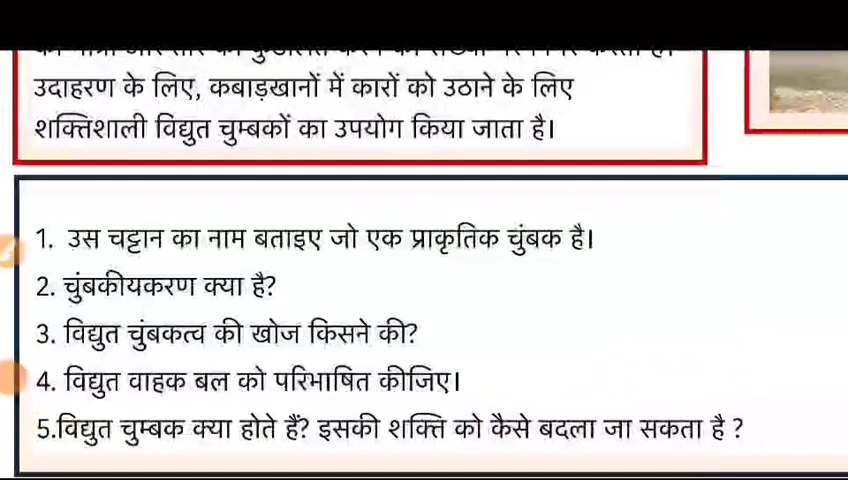 उदाहरण के लिए, कबाड़खानों में कारों को उठाने के लिए
शक्तिशाली विद्युत चुम्बकों का उपयोग किया जाता है।
1. उस चट्टान का नाम बताइए जो एक प्राकृतिक चुंबक है।
2. चुंबकीयकरण क्या है?
3. विद्युत चुंबकत्व की खोज किसने की?
4. विद्युत वाहक बल को परिभाषित कीजिए।
5.विद्युत चुम्बक क्या होते हैं? इसकी शक्ति को कैसे बदला जा सकता है ?